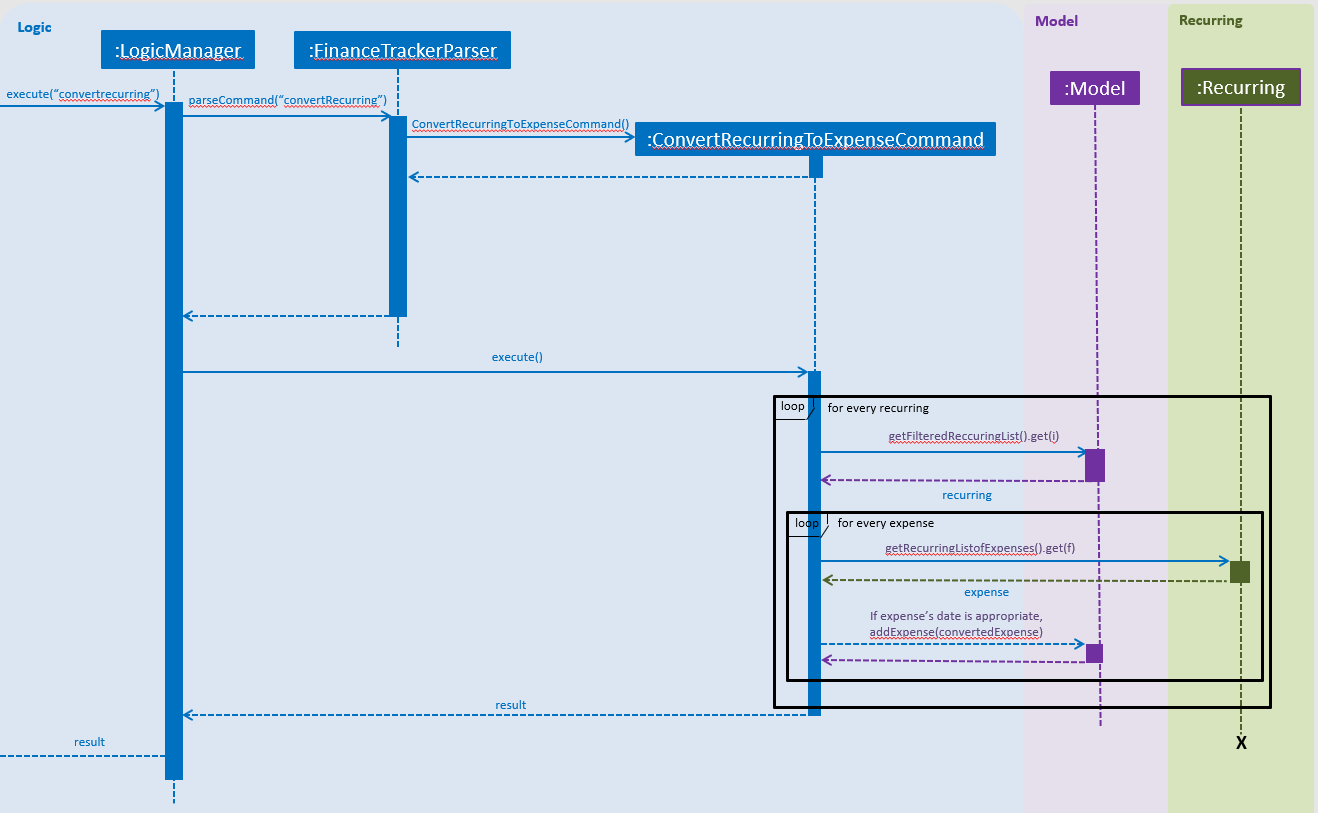 Logic
Model
Recurring
:LogicManager
:FinanceTrackerParser
:Model
:Recurring
execute(“convertrecurring”)
parseCommand(“convertRecurring”)
ConvertRecurringToExpenseCommand()
:ConvertRecurringToExpenseCommand
execute()
loop
for every recurring
getFilteredReccuringList().get(i)
recurring
loop
for every expense
getRecurringListofExpenses().get(f)
expense
If expense’s date is appropriate,
addExpense(convertedExpense)
result
result
X